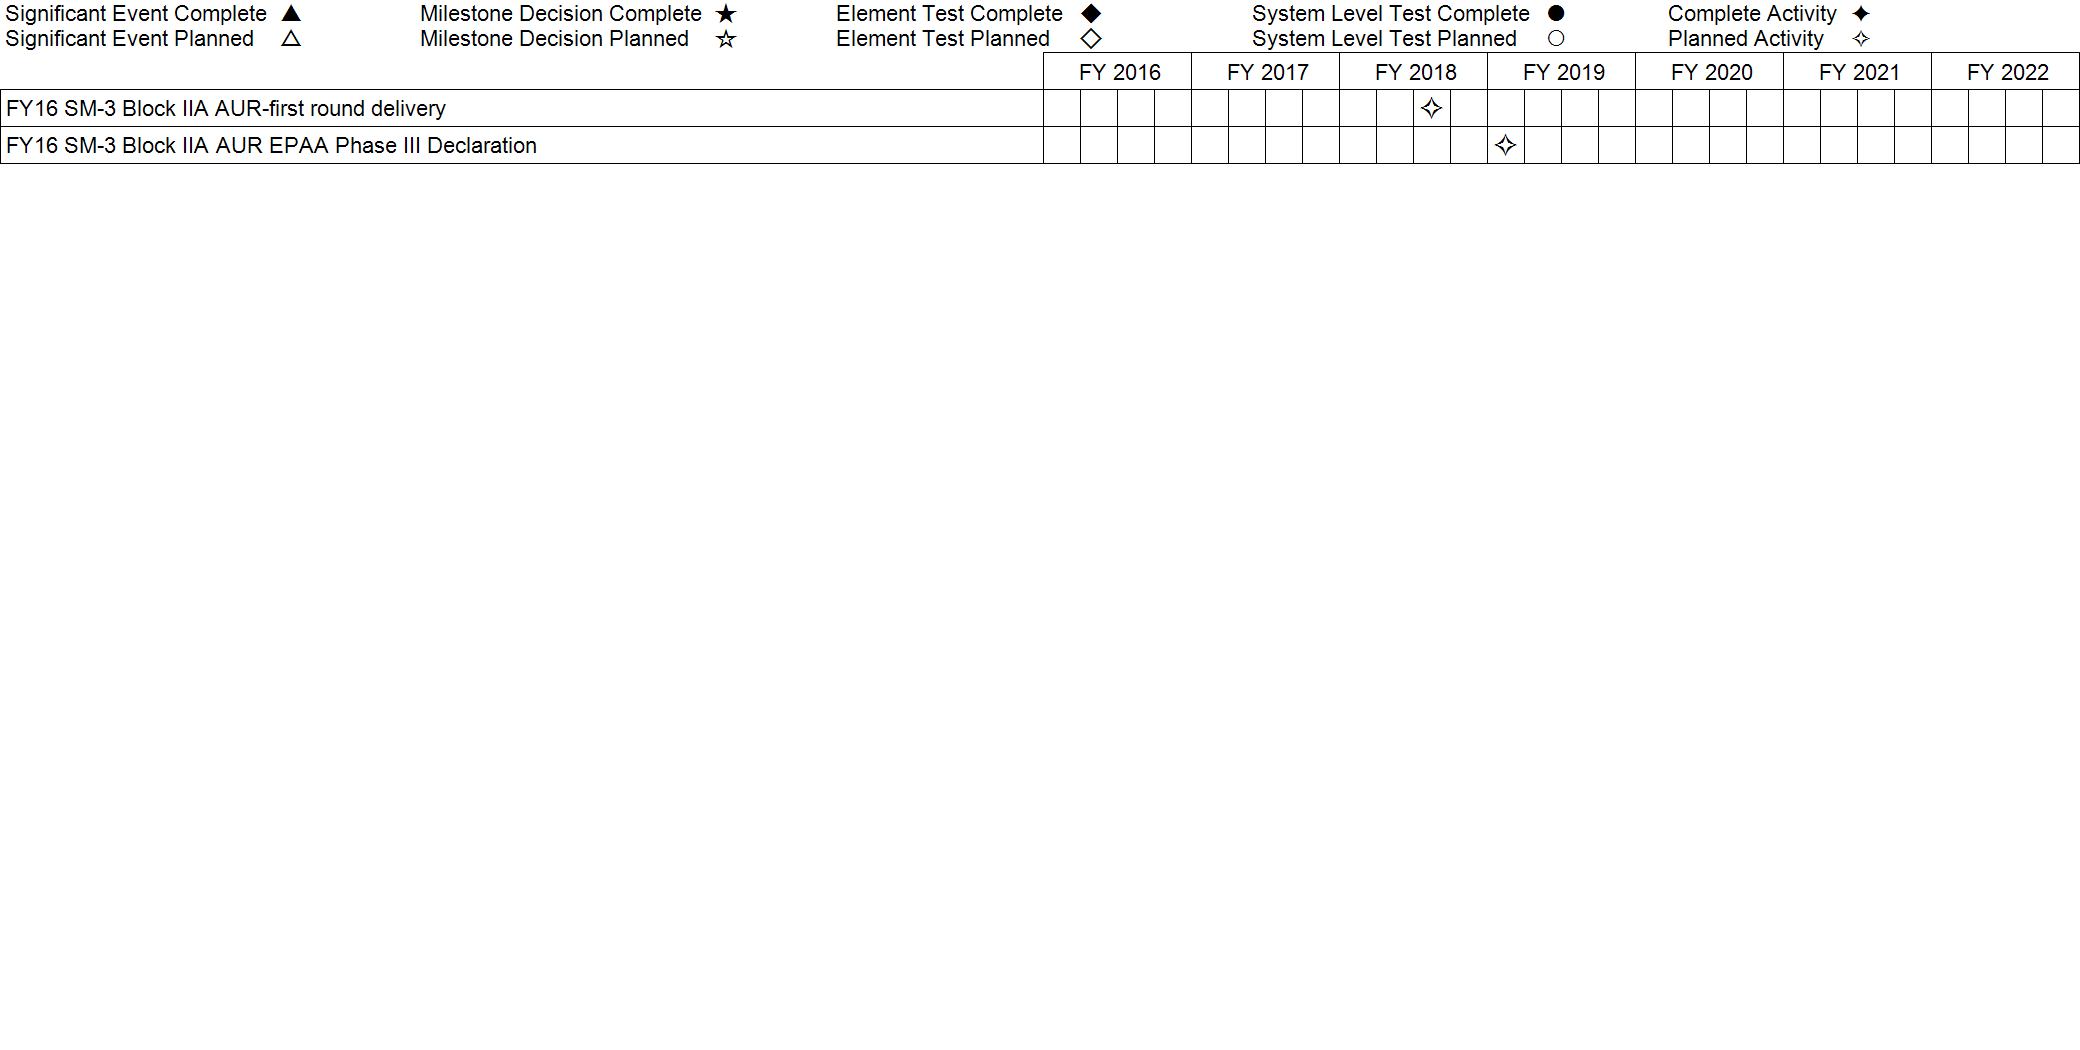 Significant Event Complete ▲ Milestone Decision Complete ★ Element Test Complete ◆ System Level Test Complete ● Complete Activity ✦
Significant Event Planned △ Milestone Decision Planned ☆ Element Test Planned ◇ System Level Test Planned ○ Planned Activity ✧
FY 2016 FY 2017 FY 2018 FY 2019 FY 2020 FY 2021 FY 2022
FY16 SM-3 Block IIA AUR-first round delivery ✧
FY16 SM-3 Block IIA AUR EPAA Phase III Declaration ✧